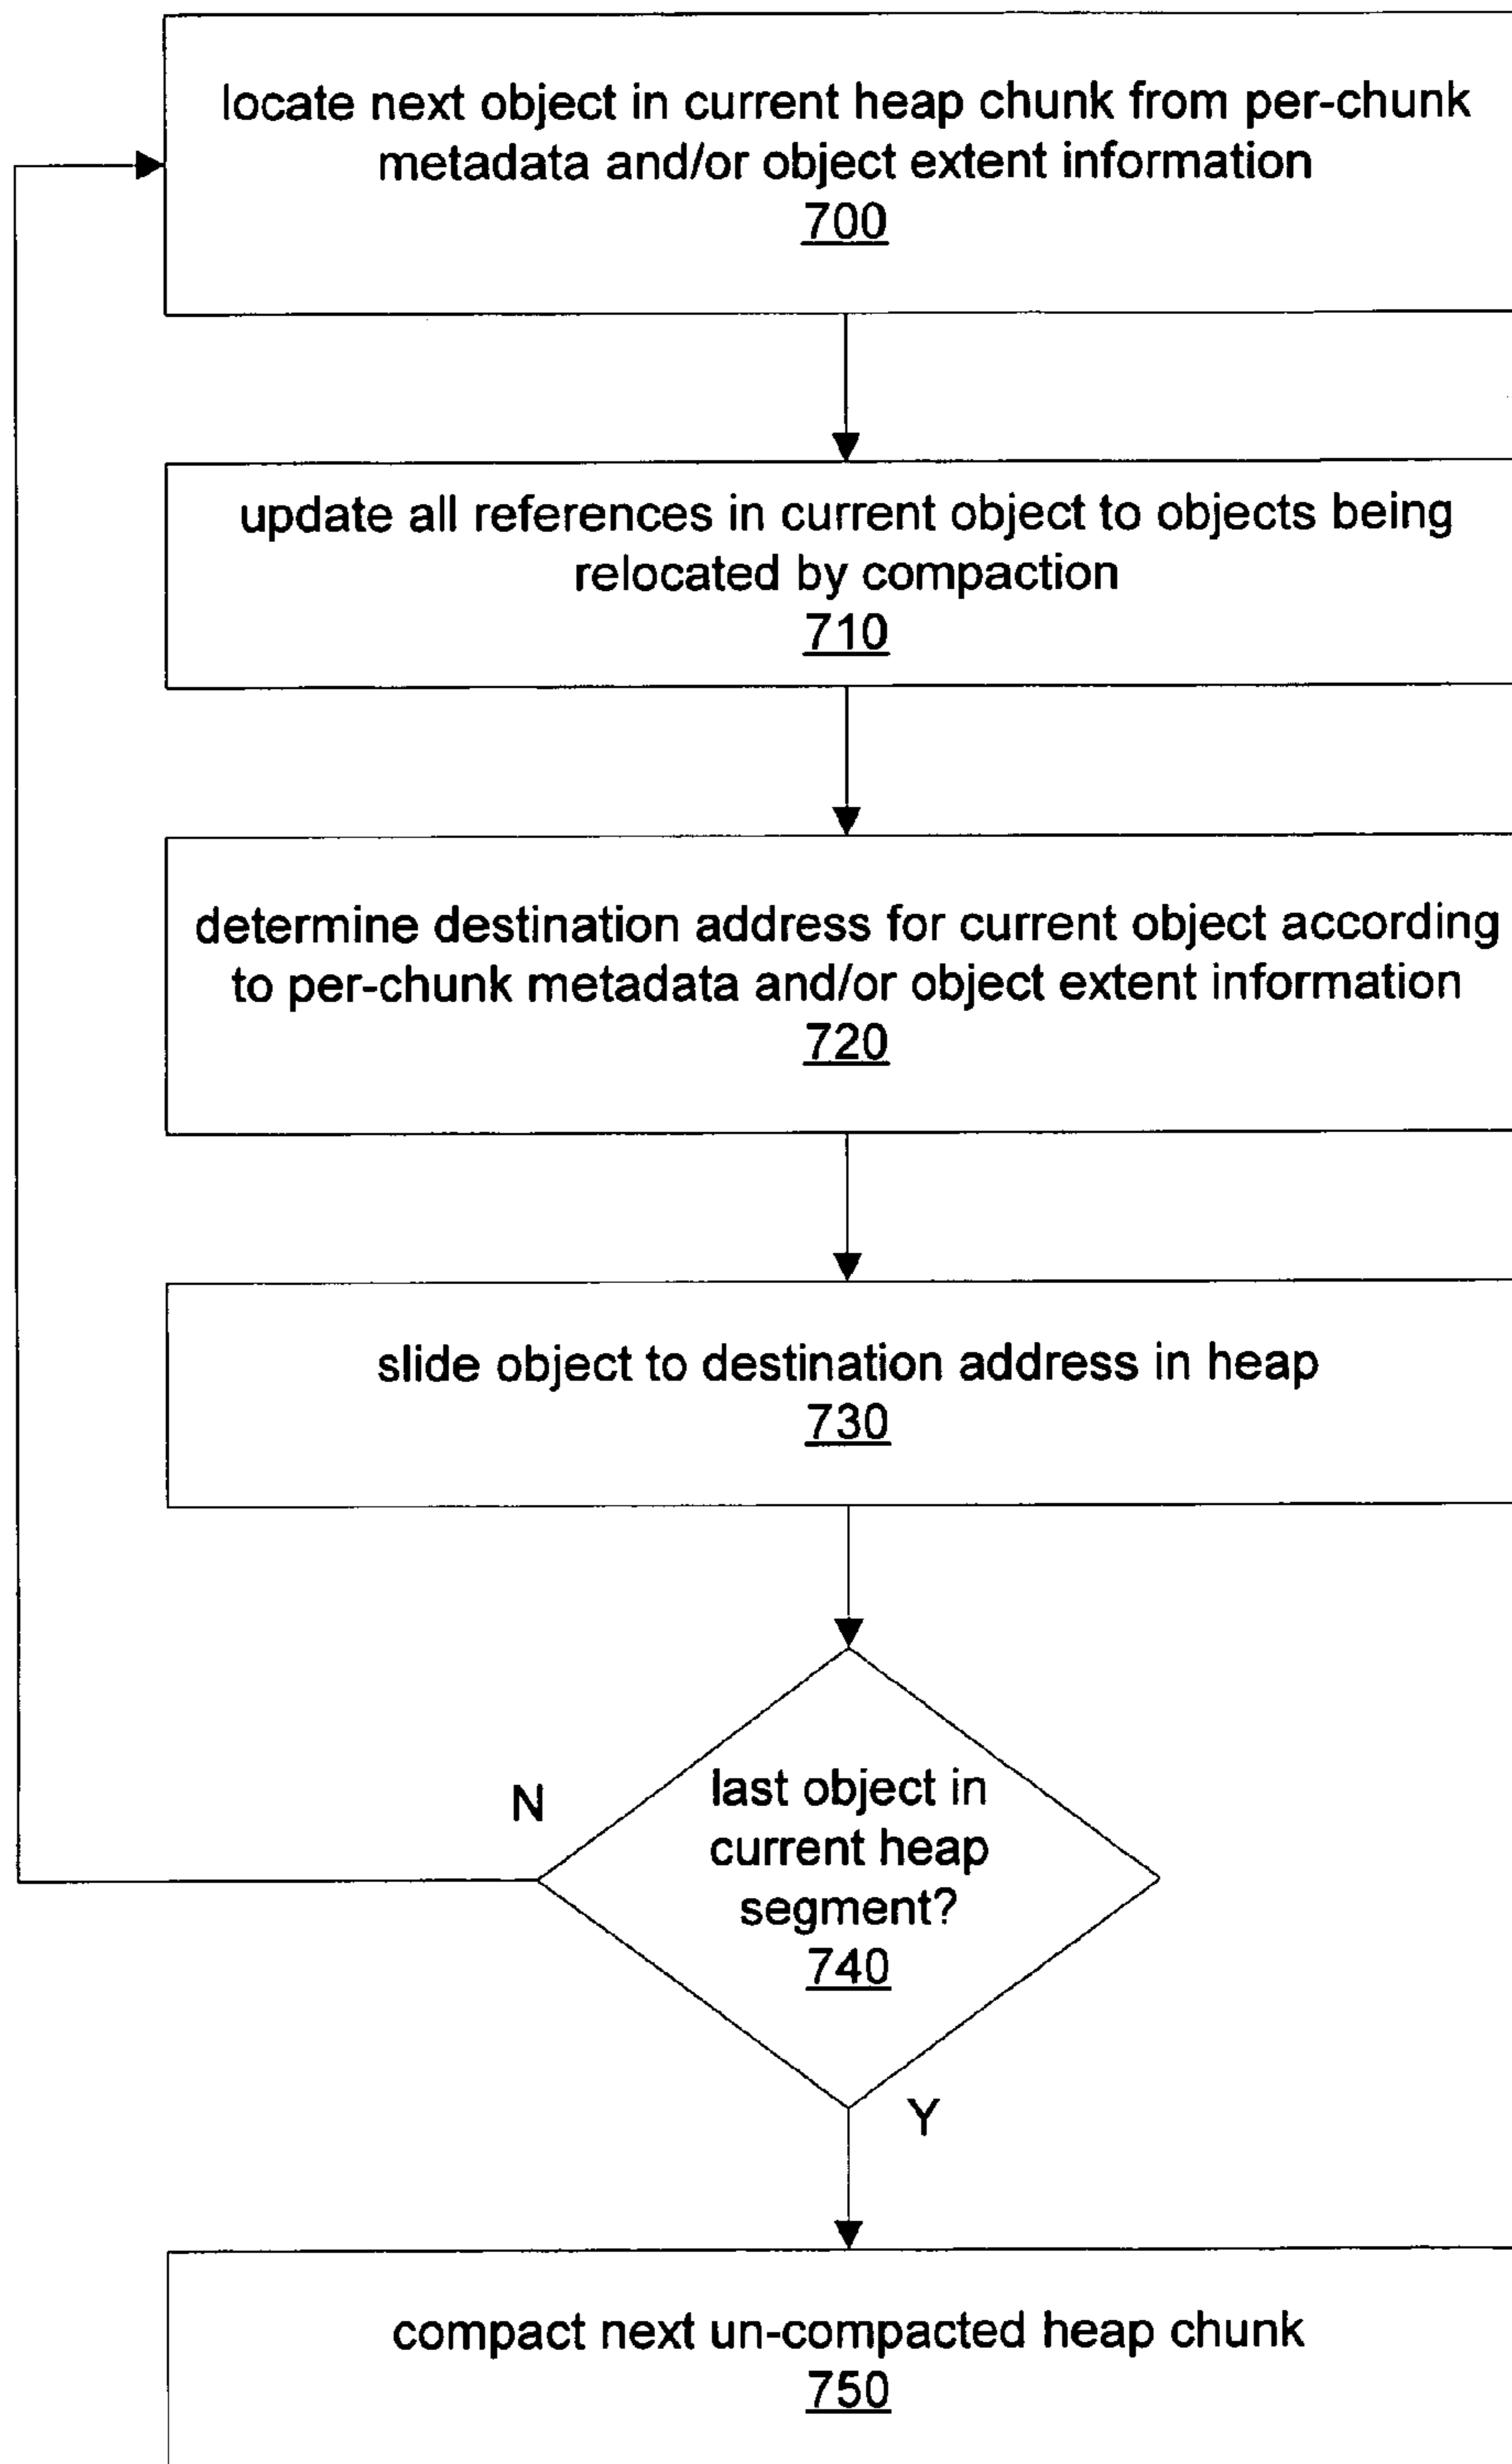 locate next object in current heap chunk from per-chunk
metadata and/or object extent information
700
update all references in current object to objects being
relocated by compaction
710
determine destination address for current object according
to per-chunk metadata and/or object extent information
720
slide object to destination address in heap
730
N
last object in
current heap
segment?
740
Y
compact next un-compacted heap chunk
750